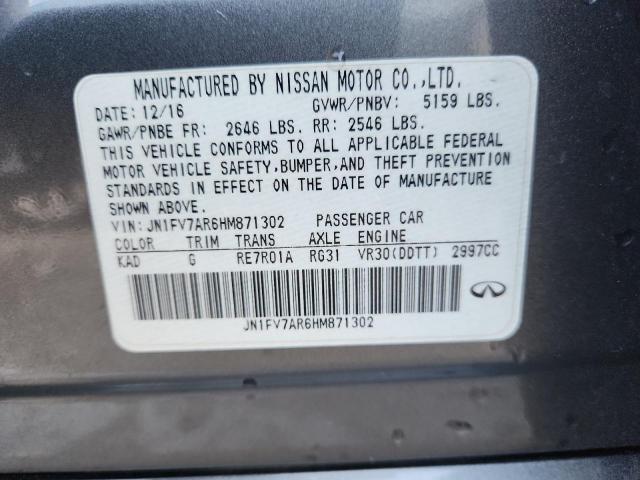 MANUFACTURED BY NISSAN MOTOR CO.,LTD.
DATE: 12/16 GVWR/PNBV: 5159 LBS.
GAWR/PNBE FR: 2646 LBS. RR: 2546 LBS.
THIS VEHICLE CONFORMS TO ALL APPLICABLE FEDERAL
MOTOR VEHICLE SAFETY,BUMPER,AND THEFT PREVENTION
STANDARDS IN EFFECT ON THE DATE OF MANUFACTURE
SHOWN ABOVE.
VIN: JN1FV7AR6HM871302 PASSENGER CAR
COLOR TRIM TRANS AXLE ENGINE
KAD G RE7R01A RG31 VR30(DDTT) 2997CC
JN1FV7AR6HM871302